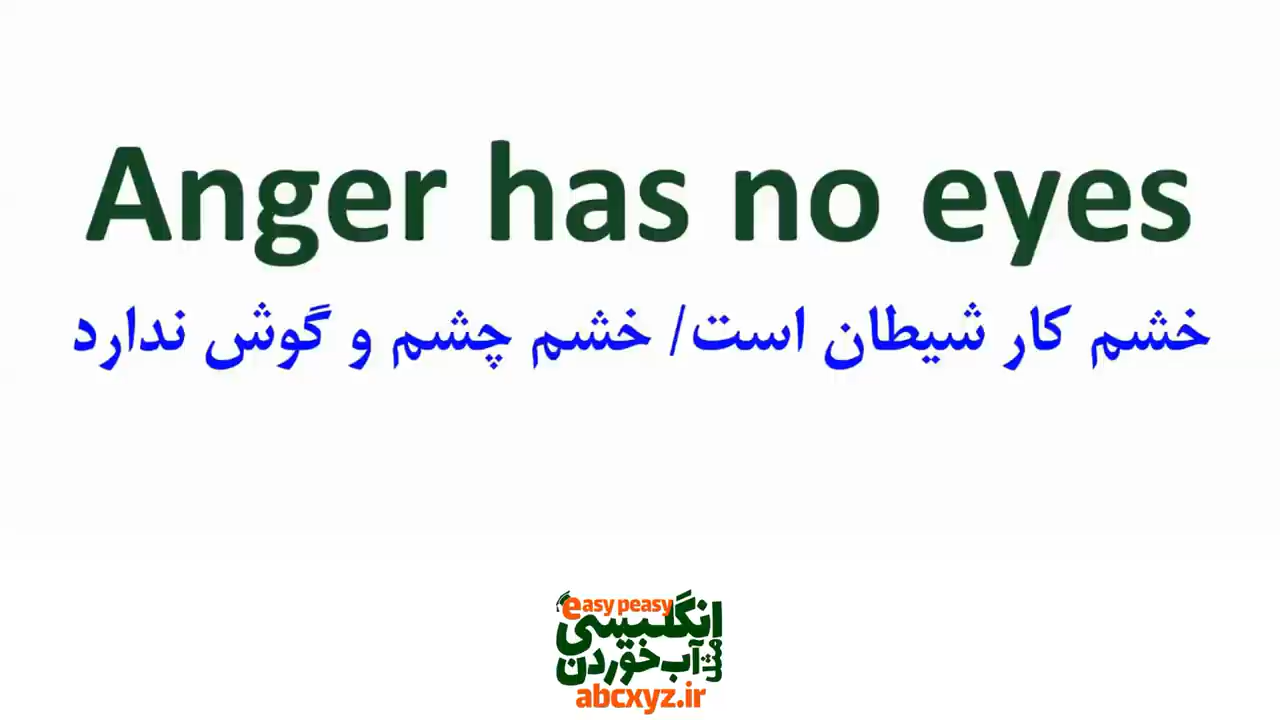 Anger has no eyes
خشم کار شیطان است/ خشم چشم و گوش ندارد
easy peasy
انگلیسی
مثل آب خوردن
abcxyz.ir